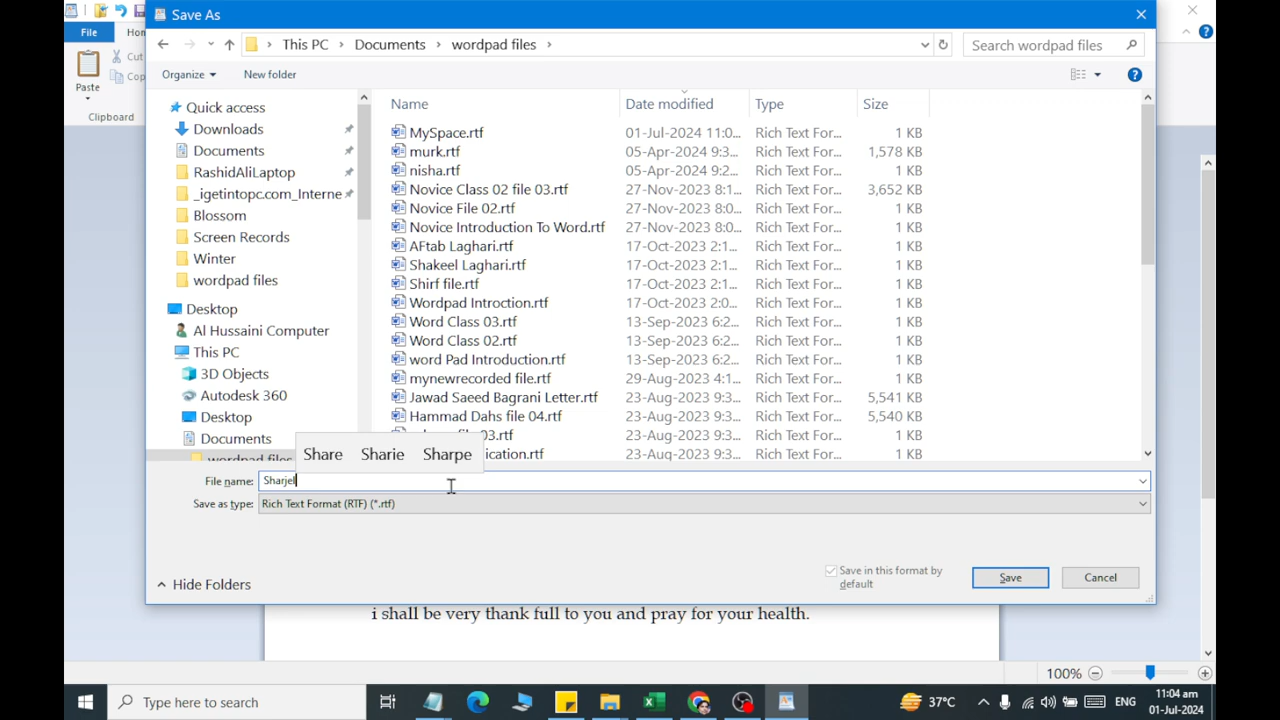 Save As
File
Hom
This PC > Documents > wordpad files >
Search wordpad files
Cut
Cop
Paste
Clipboard
Organize
New folder
Name Date modified Type Size
Quick access
Downloads
Documents
RashidAliLaptop
_igetintopc.com_Interne
Blossom
Screen Records
Winter
wordpad files
Desktop
Al Hussaini Computer
This PC
3D Objects
Autodesk 360
Desktop
Documents
wordpad files
MySpace.rtf 01-Jul-2024 11:0... Rich Text For... 1 KB
murk.rtf 05-Apr-2024 9:3... Rich Text For... 1,578 KB
nisha.rtf 05-Apr-2024 9:2... Rich Text For... 1 KB
Novice Class 02 file 03.rtf 27-Nov-2023 8:1... Rich Text For... 3,652 KB
Novice File 02.rtf 27-Nov-2023 8:0... Rich Text For... 1 KB
Novice Introduction To Word.rtf 27-Nov-2023 8:0... Rich Text For... 1 KB
AFtab Laghari.rtf 17-Oct-2023 2:1... Rich Text For... 1 KB
Shakeel Laghari.rtf 17-Oct-2023 2:1... Rich Text For... 1 KB
Shirf file.rtf 17-Oct-2023 2:1... Rich Text For... 1 KB
Wordpad Introction.rtf 17-Oct-2023 2:0... Rich Text For... 1 KB
Word Class 03.rtf 13-Sep-2023 6:2... Rich Text For... 1 KB
Word Class 02.rtf 13-Sep-2023 6:2... Rich Text For... 1 KB
word Pad Introduction.rtf 13-Sep-2023 6:2... Rich Text For... 1 KB
mynewrecorded file.rtf 29-Aug-2023 4:1... Rich Text For... 1 KB
Jawad Saeed Bagrani Letter.rtf 23-Aug-2023 9:3... Rich Text For... 5,541 KB
Hammad Dahs file 04.rtf 23-Aug-2023 9:3... Rich Text For... 5,540 KB
03.rtf 23-Aug-2023 9:3... Rich Text For... 1 KB
ication.rtf 23-Aug-2023 9:3... Rich Text For... 1 KB
Share Sharie Sharpe
File name: Sharjel
Save as type: Rich Text Format (RTF) (*.rtf)
Save in this format by
default
Hide Folders
Save
Cancel
i shall be very thank full to you and pray for your health.
100%
Type here to search
37°C
ENG
11:04 am
01-Jul-2024